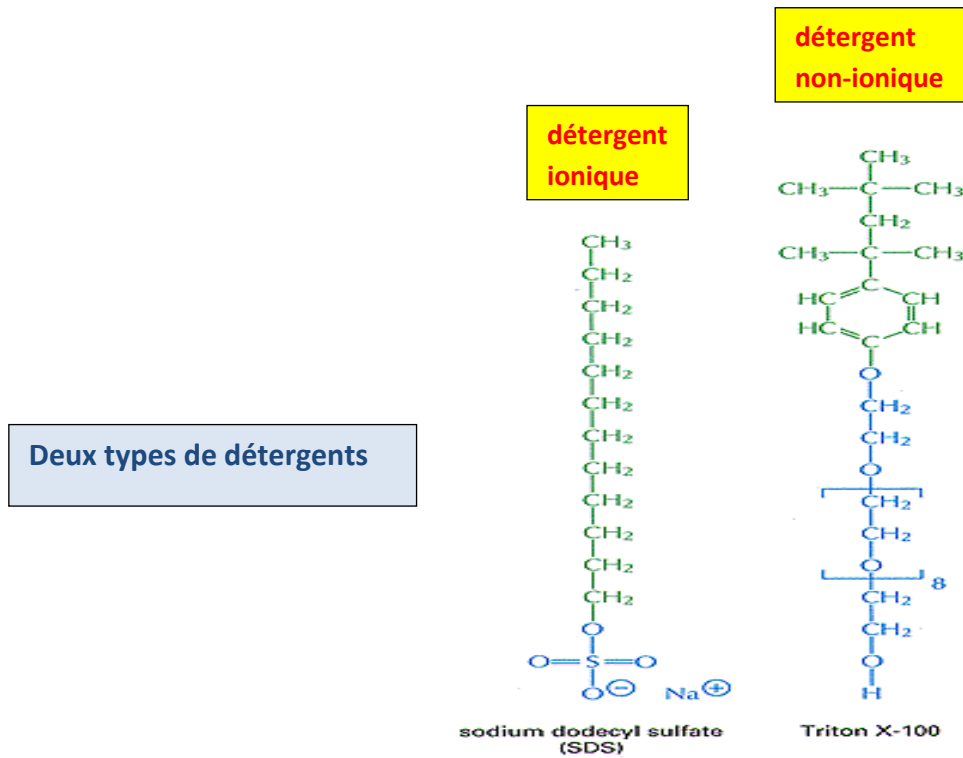 détergent
non-ionique
détergent
ionique
Deux types de détergents
CH₃
CH₂
CH₂
CH₂
CH₂
CH₂
CH₂
CH₂
CH₂
CH₂
CH₂
CH₂
O
O=S=O
O⊖ Na⊕
sodium dodecyl sulfate
(SDS)
CH₃
CH₃—C—CH₃
CH₂
CH₃—C—CH₃
C
HC CH
HC CH
C
O
CH₂
CH₂
O
CH₂
CH₂
O
8
CH₂
CH₂
O
H
Triton X-100